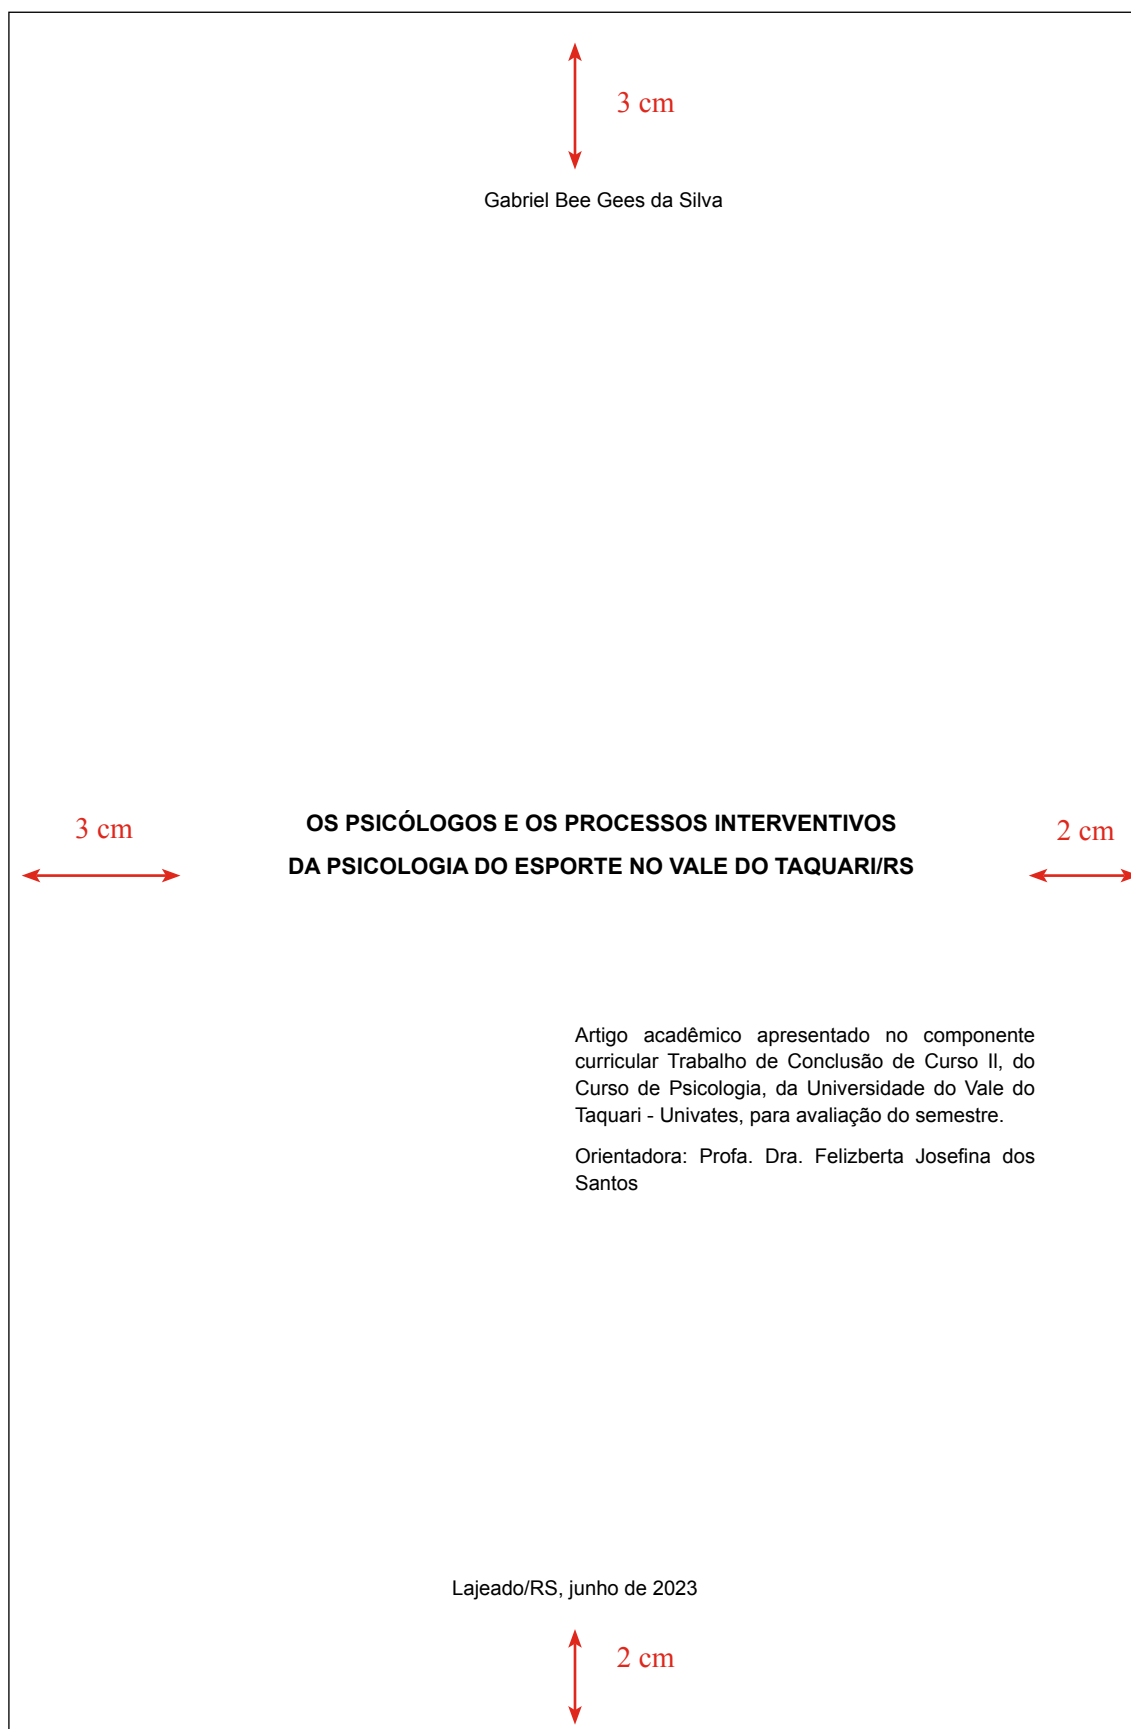 3 cm
Gabriel Bee Gees da Silva
3 cm
OS PSICÓLOGOS E OS PROCESSOS INTERVENTIVOS
DA PSICOLOGIA DO ESPORTE NO VALE DO TAQUARI/RS
2 cm
Artigo acadêmico apresentado no componente
curricular Trabalho de Conclusão de Curso II, do
Curso de Psicologia, da Universidade do Vale do
Taquari - Univates, para avaliação do semestre.
Orientadora: Profa. Dra. Felizberta Josefina dos
Santos
Lajeado/RS, junho de 2023
2 cm